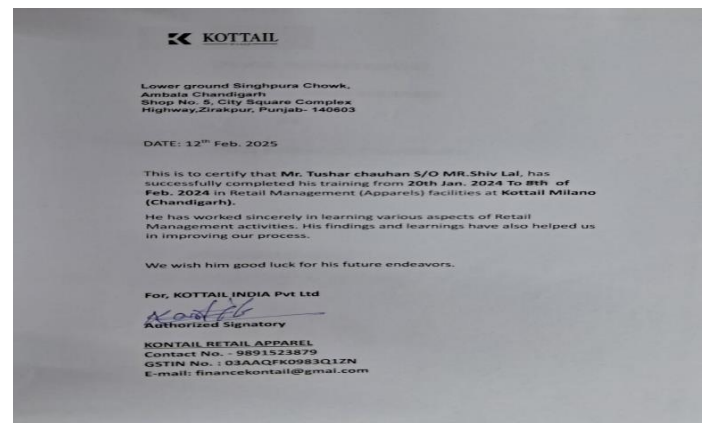 KOTTAIL
Lower ground Singhpura Chowk,
Ambala Chandigarh
Shop No. 5, City Square Complex
Highway,Zirakpur, Punjab- 140603
DATE: 12th Feb. 2025
This is to certify that Mr. Tushar chauhan S/O MR.Shiv Lal, has
successfully completed his training from 20th Jan. 2024 To 8th of
Feb. 2024 in Retail Management (Apparels) facilities at Kottail Milano
(Chandigarh).
He has worked sincerely in learning various aspects of Retail
Management activities. His findings and learnings have also helped us
in improving our process.
We wish him good luck for his future endeavors.
For, KOTTAIL INDIA Pvt Ltd
Authorized Signatory
KONTAIL RETAIL APPAREL
Contact No. - 9891523879
GSTIN No. : 03AAQFK0983Q1ZN
E-mail: financekontail@gmai.com